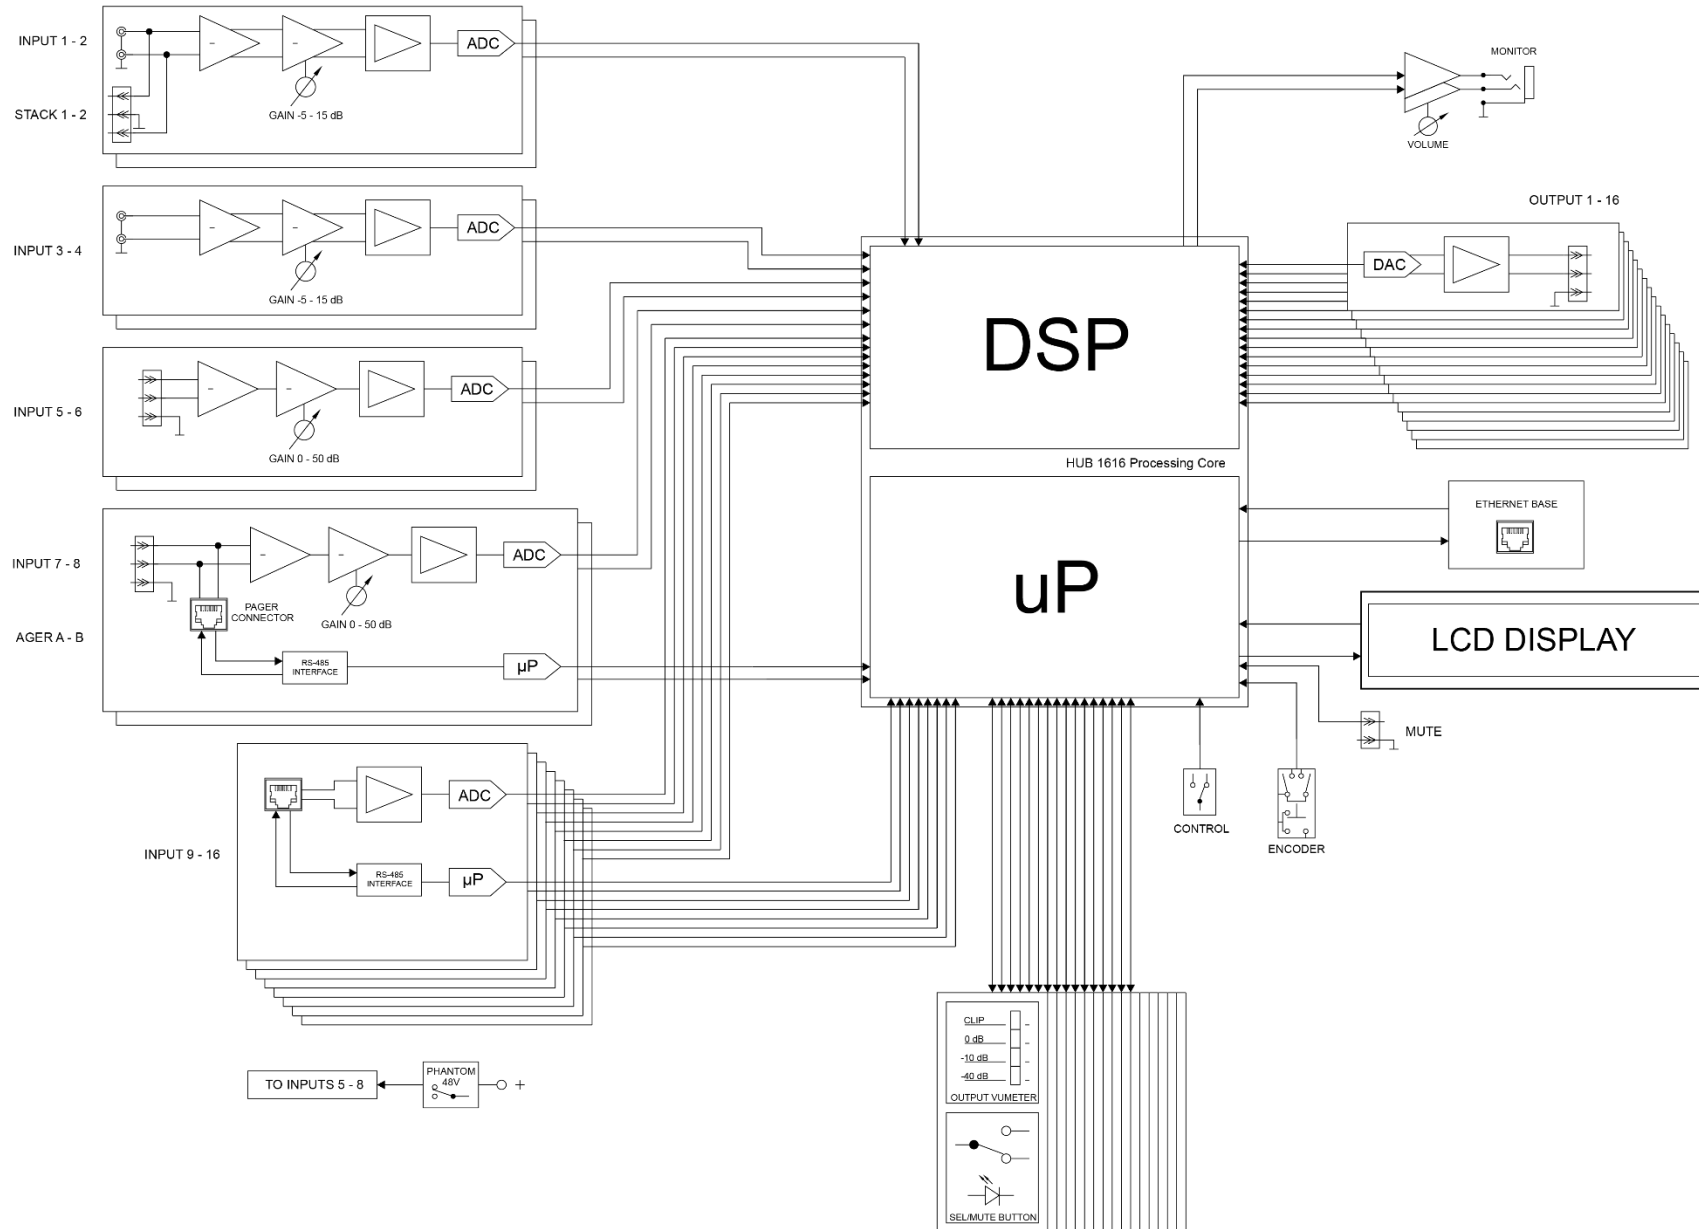 INPUT 1 - 2
ADC
STACK 1 - 2
GAIN -5 - 15 dB
MONITOR
VOLUME
INPUT 3 - 4
ADC
GAIN -5 - 15 dB
OUTPUT 1 - 16
DAC
DSP
HUB 1616 Processing Core
INPUT 5 - 6
ADC
GAIN 0 - 50 dB
uP
ETHERNET BASE
INPUT 7 - 8
ADC
PAGER
CONNECTOR
GAIN 0 - 50 dB
AGER A - B
RS-485
INTERFACE
µP
LCD DISPLAY
MUTE
CONTROL
ENCODER
INPUT 9 - 16
ADC
RS-485
INTERFACE
µP
TO INPUTS 5 - 8
PHANTOM
48V
+
CLIP
0 dB
-10 dB
-40 dB
OUTPUT VUMETER
SEL/MUTE BUTTON